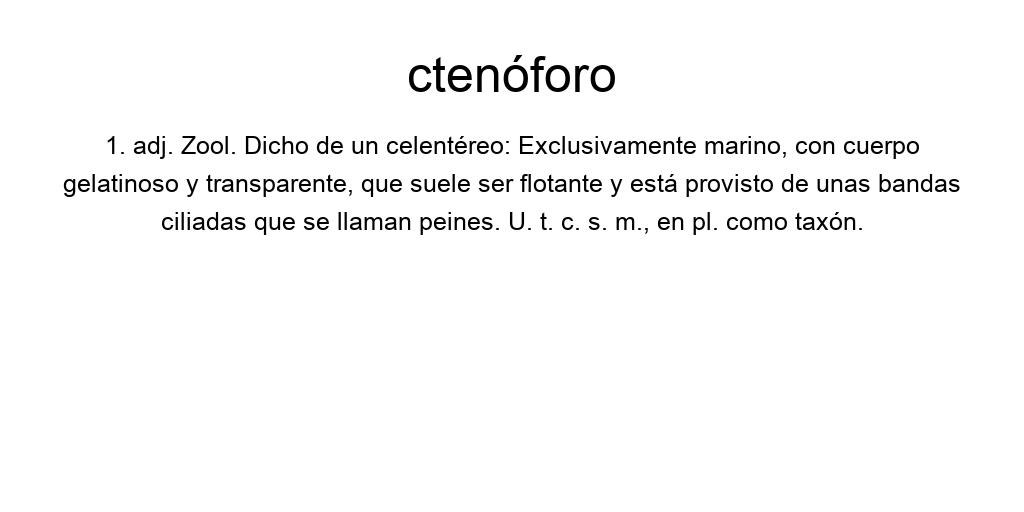 ctenóforo
1. adj. Zool. Dicho de un celentéreo: Exclusivamente marino, con cuerpo
gelatinoso y transparente, que suele ser flotante y está provisto de unas bandas
ciliadas que se llaman peines. U. t. c. s. m., en pl. como taxón.